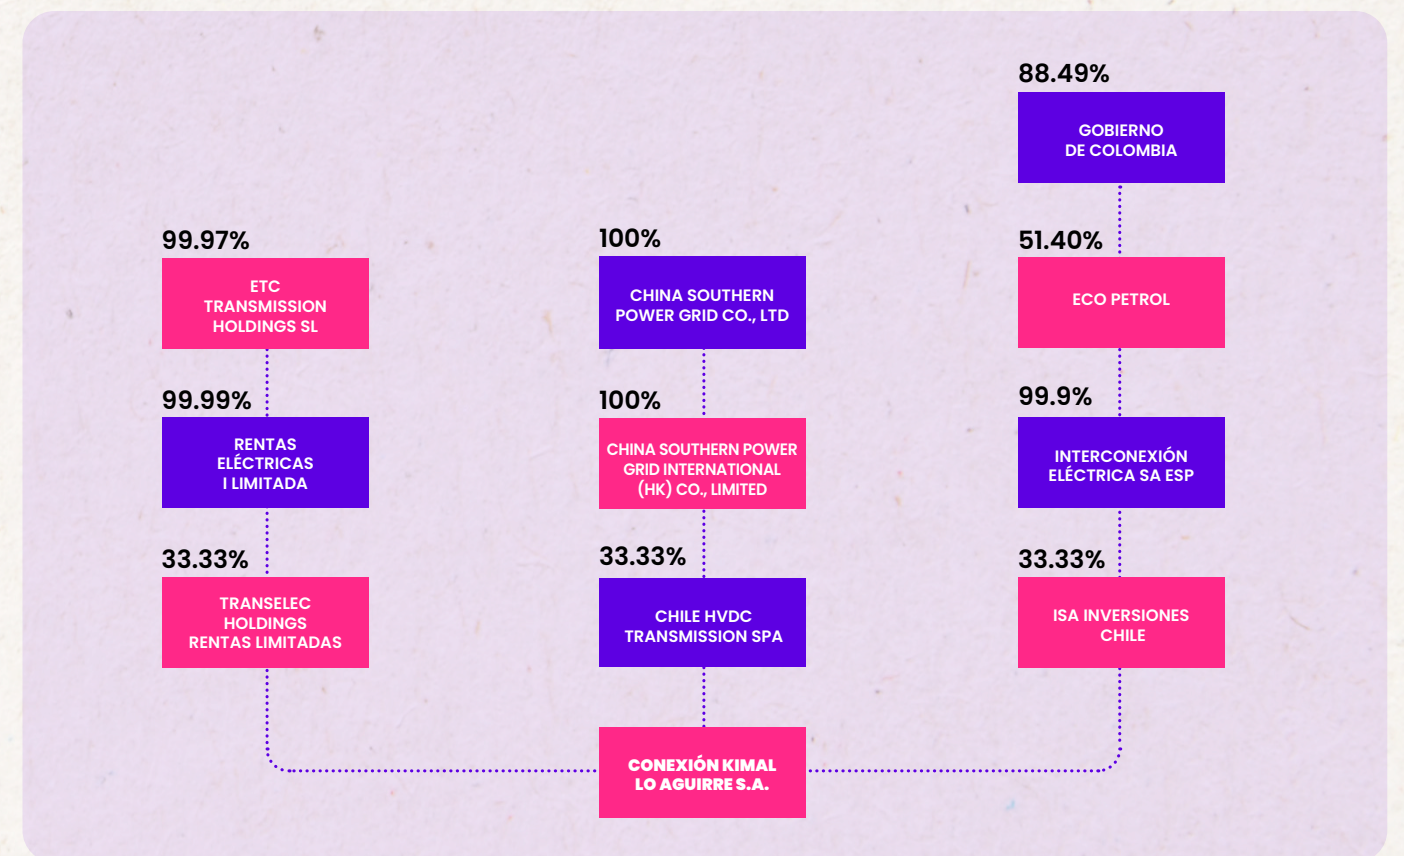 88.49%
GOBIERNO
DE COLOMBIA
99.97%
ETC
TRANSMISSION
HOLDINGS SL
100%
CHINA SOUTHERN
POWER GRID CO., LTD
51.40%
ECO PETROL
99.99%
RENTAS
ELÉCTRICAS
I LIMITADA
100%
CHINA SOUTHERN POWER
GRID INTERNATIONAL
(HK) CO., LIMITED
99.9%
INTERCONEXIÓN
ELÉCTRICA SA ESP
33.33%
TRANSELEC
HOLDINGS
RENTAS LIMITADAS
33.33%
CHILE HVDC
TRANSMISSION SPA
33.33%
ISA INVERSIONES
CHILE
CONEXIÓN KIMAL
LO AGUIRRE S.A.